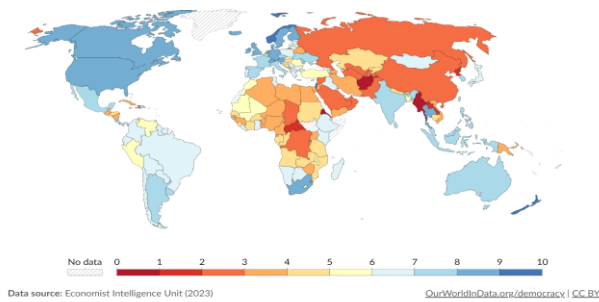 No data 0 1 2 3 4 5 6 7 8 9 10
Data source: Economist Intelligence Unit (2023) OurWorldInData.org/democracy | CC BY